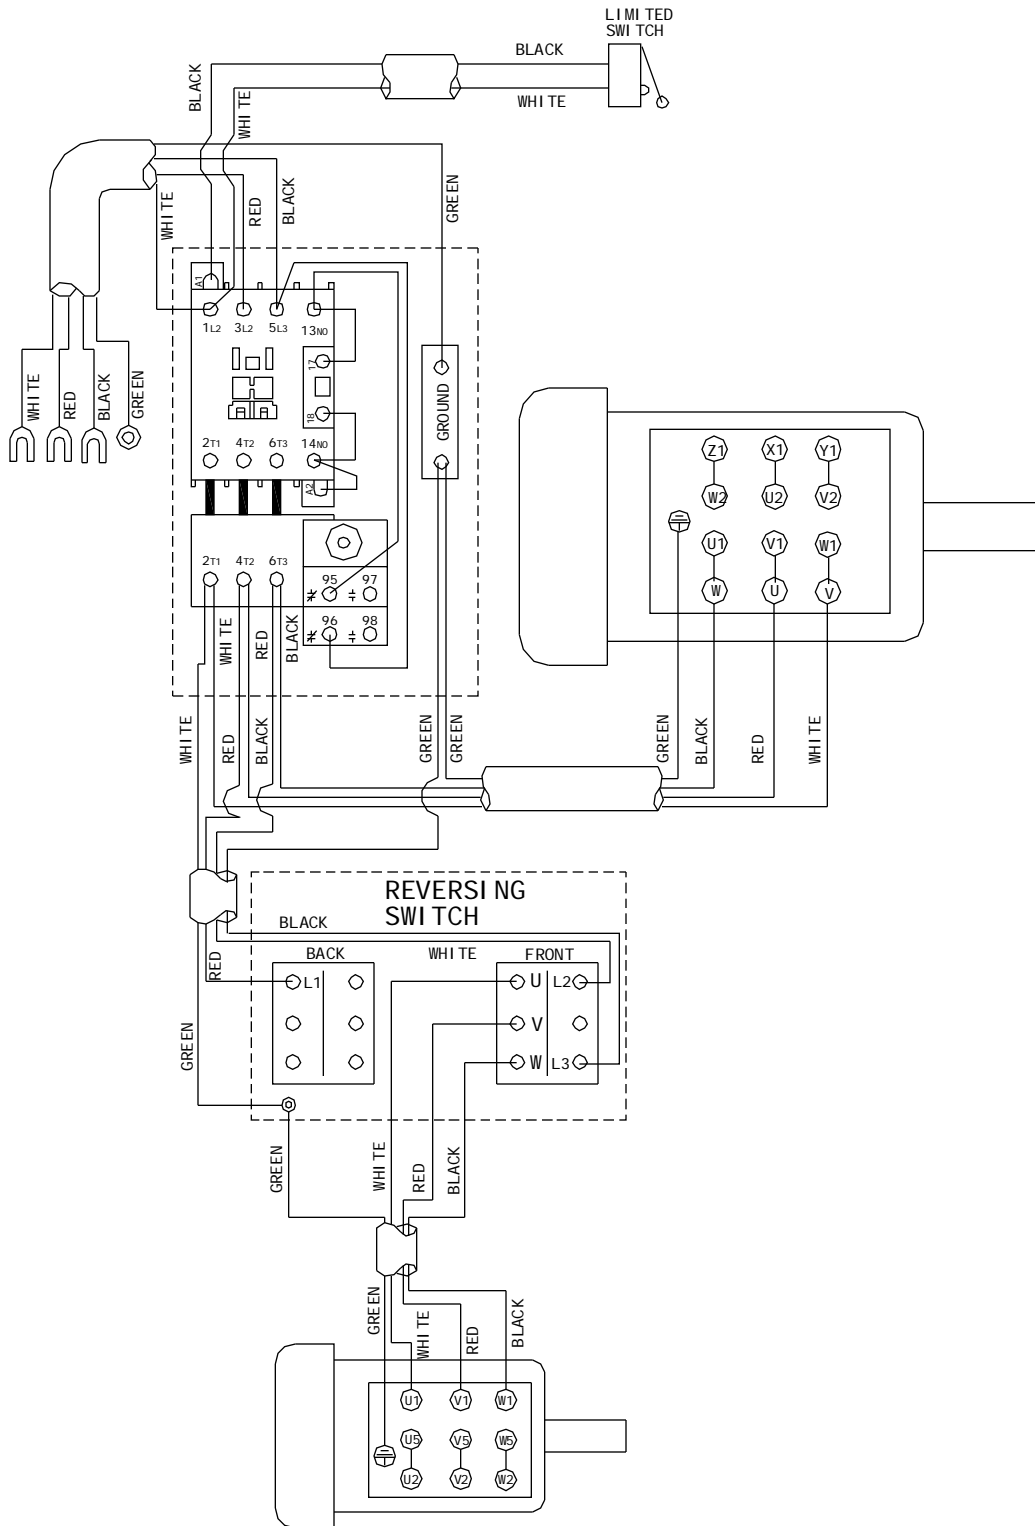 LIMITED
SWITCH
BLACK
WHITE
BLACK
WHITE
WHITE
RED
BLACK
GREEN
A1
1L2 3L2 5L3 13NO
17
18
2T1 4T2 6T3 14NO
A2
GROUND
WHITE
RED
BLACK
GREEN
Z1 X1 Y1
W2 U2 V2
U1 V1 W1
W U V
2T1 4T2 6T3
95 97
96 98
WHITE
RED
BLACK
WHITE
RED
BLACK
GREEN
GREEN
GREEN
BLACK
RED
WHITE
REVERSING
SWITCH
BLACK
WHITE
RED
BACK
FRONT
L1
U L2
V
W L3
GREEN
GREEN
WHITE
RED
BLACK
GREEN
WHITE
RED
BLACK
U1 V1 W1
U5 V5 W5
U2 V2 W2